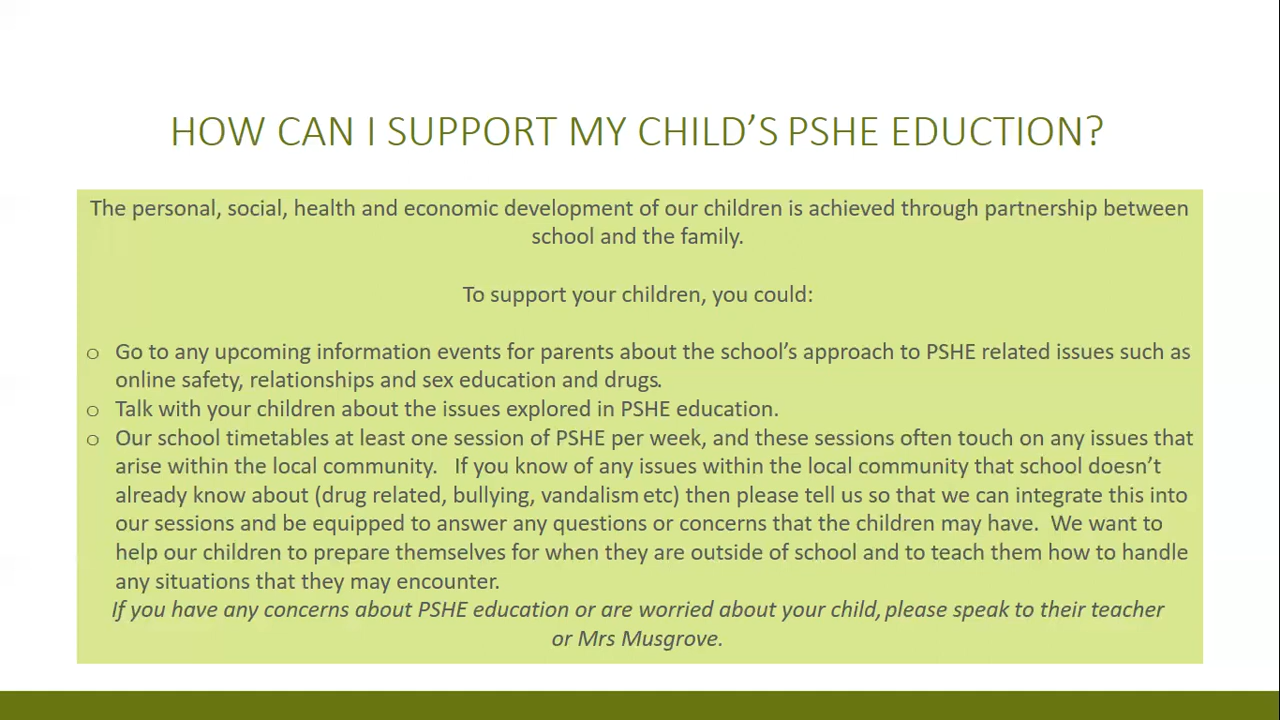 HOW CAN I SUPPORT MY CHILD’S PSHE EDUCTION?
The personal, social, health and economic development of our children is achieved through partnership between
school and the family.
To support your children, you could:
o Go to any upcoming information events for parents about the school’s approach to PSHE related issues such as
online safety, relationships and sex education and drugs.
o Talk with your children about the issues explored in PSHE education.
o Our school timetables at least one session of PSHE per week, and these sessions often touch on any issues that
arise within the local community.   If you know of any issues within the local community that school doesn’t
already know about (drug related, bullying, vandalism etc) then please tell us so that we can integrate this into
our sessions and be equipped to answer any questions or concerns that the children may have.  We want to
help our children to prepare themselves for when they are outside of school and to teach them how to handle
any situations that they may encounter.
If you have any concerns about PSHE education or are worried about your child, please speak to their teacher
or Mrs Musgrove.